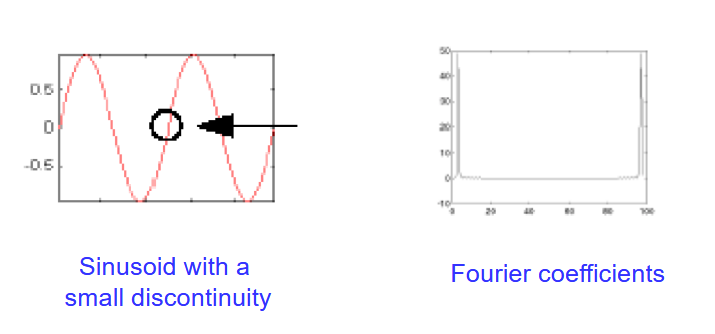 0.5
0
-0.5
Sinusoid with a
small discontinuity
50
40
30
20
10
0
-10
0 20 40 60 80 100
Fourier coefficients